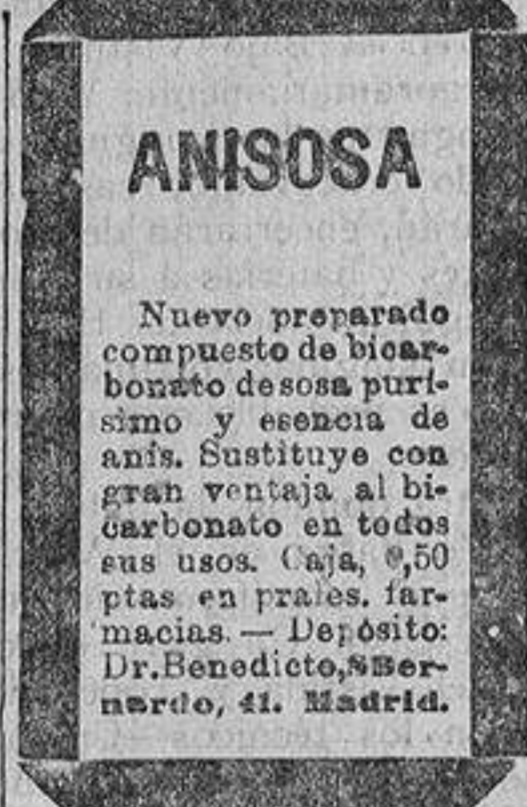 ANISOSA
Nuevo preparado
compuesto de bicar-
bonato de sosa purí-
simo y esencia de
anís. Sustituye con
gran ventaja al bi-
carbonato en todos
sus usos. Caja, 0,50
ptas en prales. far-
macias. — Depósito:
Dr. Benedicto, S Ber-
nardo, 41. Madrid.